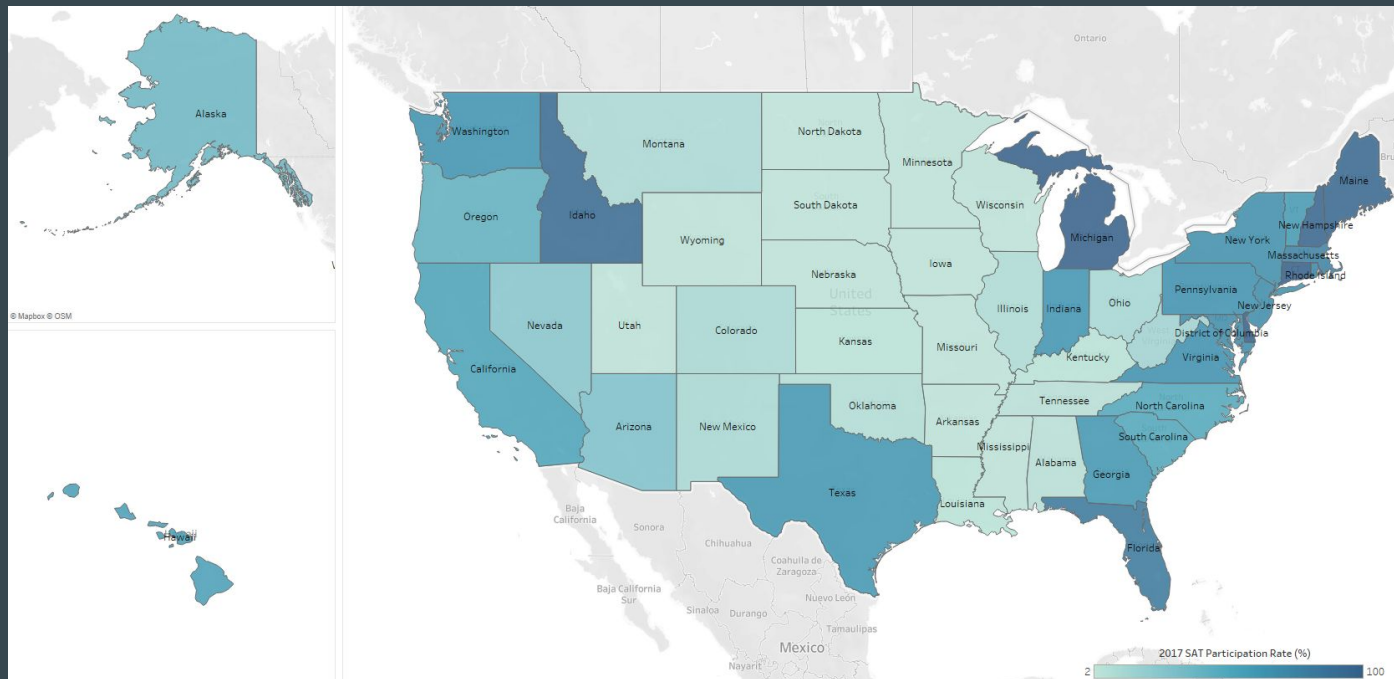 Alaska
© Mapbox © OSM
Hawaii
Ontario
Washington
Montana
North Dakota
Minnesota
Maine
Oregon
Idaho
South Dakota
Wisconsin
New Hampshire
Wyoming
Michigan
New York
Massachusetts
Iowa
Rhode Island
Nebraska
Pennsylvania
United
States
Nevada
Utah
Colorado
Illinois
Indiana
Ohio
New Jersey
District of Columbia
Kansas
Missouri
Kentucky
Virginia
California
Tennessee
North Carolina
Arizona
New Mexico
Oklahoma
Arkansas
South Carolina
Mississippi
Alabama
Georgia
Texas
Louisiana
Baja
California
Sonora
Chihuahua
Florida
Coahuila de
Zaragoza
Baja California
Sur
Nuevo León
Sinaloa
Durango
Tamaulipas
Mexico
Nayarit
2017 SAT Participation Rate (%)
2
100